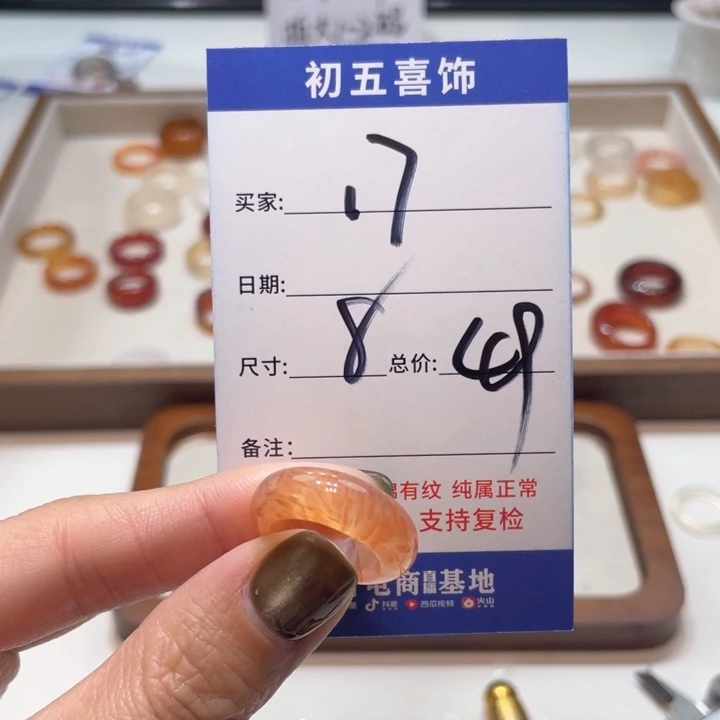 初五喜饰
买家: 17
日期:
尺寸: 8 总价: 49
备注:
有纹 纯属正常
支持复检
电商直播基地
抖音 西瓜视频 火山